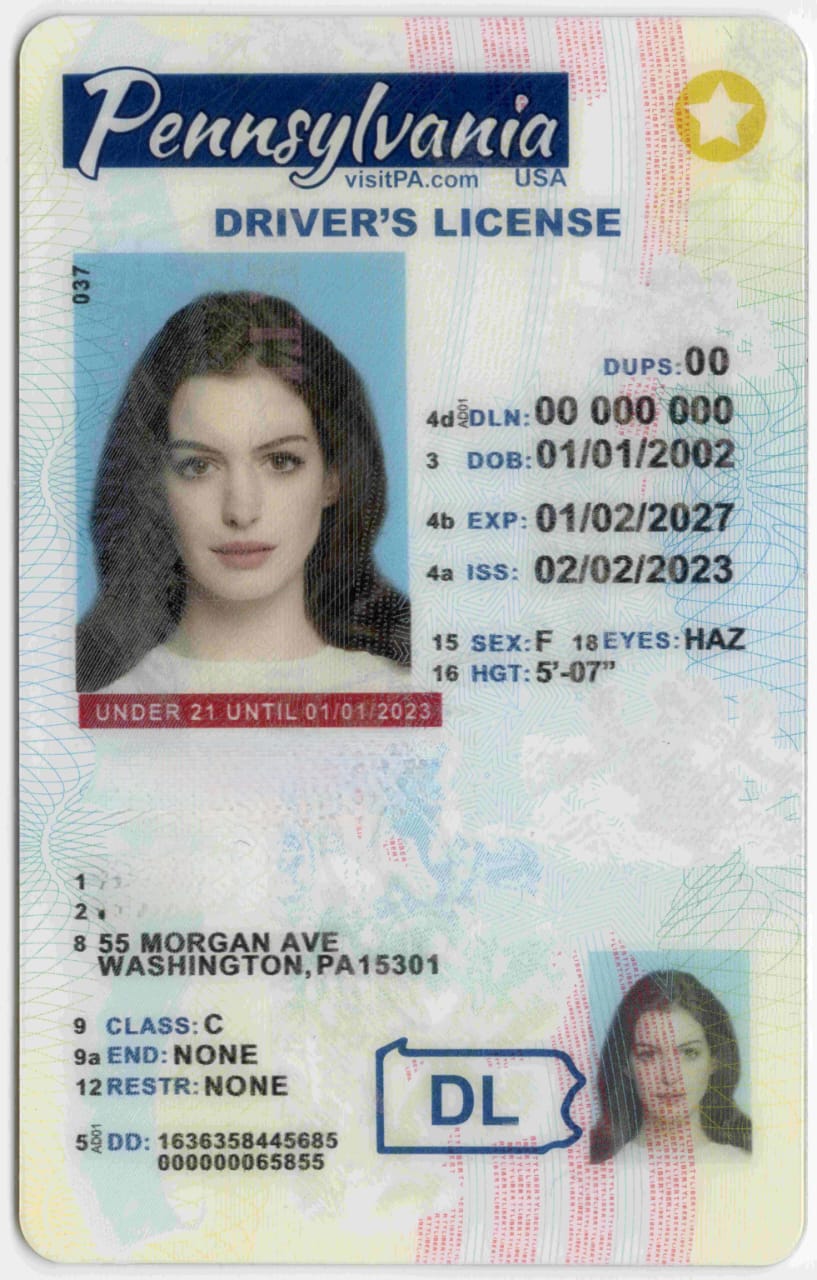 Pennsylvania
visitPA.com USA
DRIVER'S LICENSE
037
DUPS: 00
4d DLN: 00 000 000
AD01
3 DOB: 01/01/2002
4b EXP: 01/02/2027
4a ISS: 02/02/2023
15 SEX: F 18 EYES: HAZ
16 HGT: 5'-07"
UNDER 21 UNTIL 01/01/2023
1
2
8 55 MORGAN AVE
WASHINGTON,PA15301
9 CLASS: C
9a END: NONE
12 RESTR: NONE
5 DD: 1636358445685
AD01
000000065855
DL